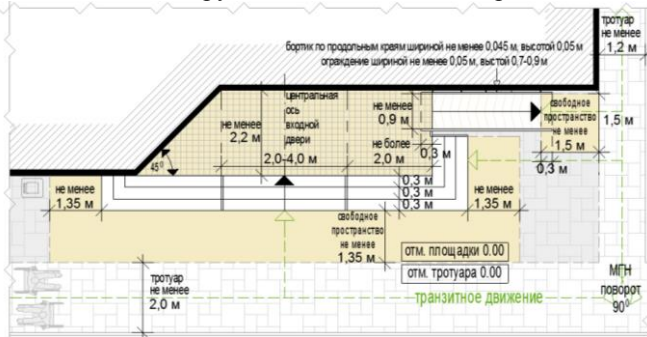 тротуар
не менее
1,2 м
бортик по продольным краям шириной не менее 0,045 м, высотой 0,05 м
ограждение шириной не менее 0,05 м, выстой 0,7-0,9 м
центральная
ось
входной
двери
не менее
2,2 м
2,0-4,0 м
не менее
0,9 м
не более
2,0 м
0,3 м
свободное
пространство
не менее
1,5 м
1,5 м
0,3 м
45⁰
не менее
1,35 м
0,3 м
0,3 м
0,3 м
не менее
1,35 м
свободное
пространство
не менее
1,35 м
отм. площадки 0.00
отм. тротуара 0.00
тротуар
не менее
2,0 м
транзитное движение
МГН
поворот
90⁰